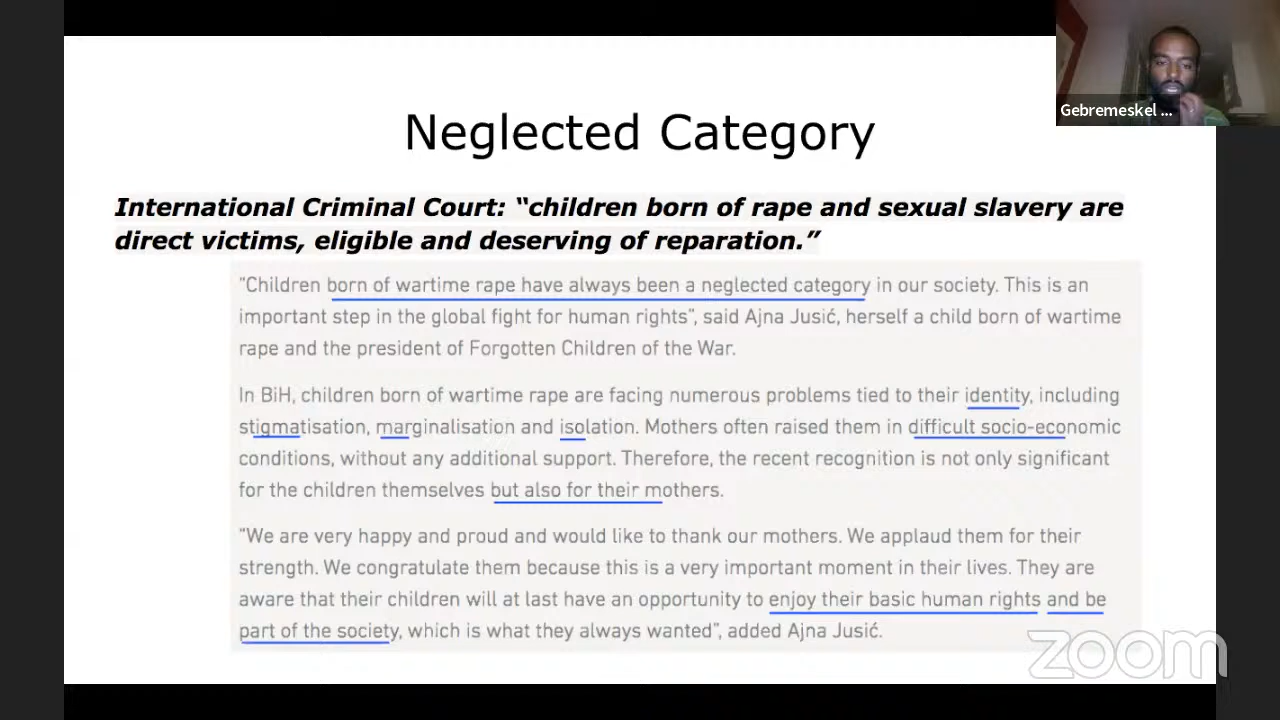 Gebremeskel ...
Neglected Category
International Criminal Court: “children born of rape and sexual slavery are
direct victims, eligible and deserving of reparation.”
“Children born of wartime rape have always been a neglected category in our society. This is an
important step in the global fight for human rights”, said Ajna Jusić, herself a child born of wartime
rape and the president of Forgotten Children of the War.
In BiH, children born of wartime rape are facing numerous problems tied to their identity, including
stigmatisation, marginalisation and isolation. Mothers often raised them in difficult socio-economic
conditions, without any additional support. Therefore, the recent recognition is not only significant
for the children themselves but also for their mothers.
“We are very happy and proud and would like to thank our mothers. We applaud them for their
strength. We congratulate them because this is a very important moment in their lives. They are
aware that their children will at last have an opportunity to enjoy their basic human rights and be
part of the society, which is what they always wanted”, added Ajna Jusić.
zoom